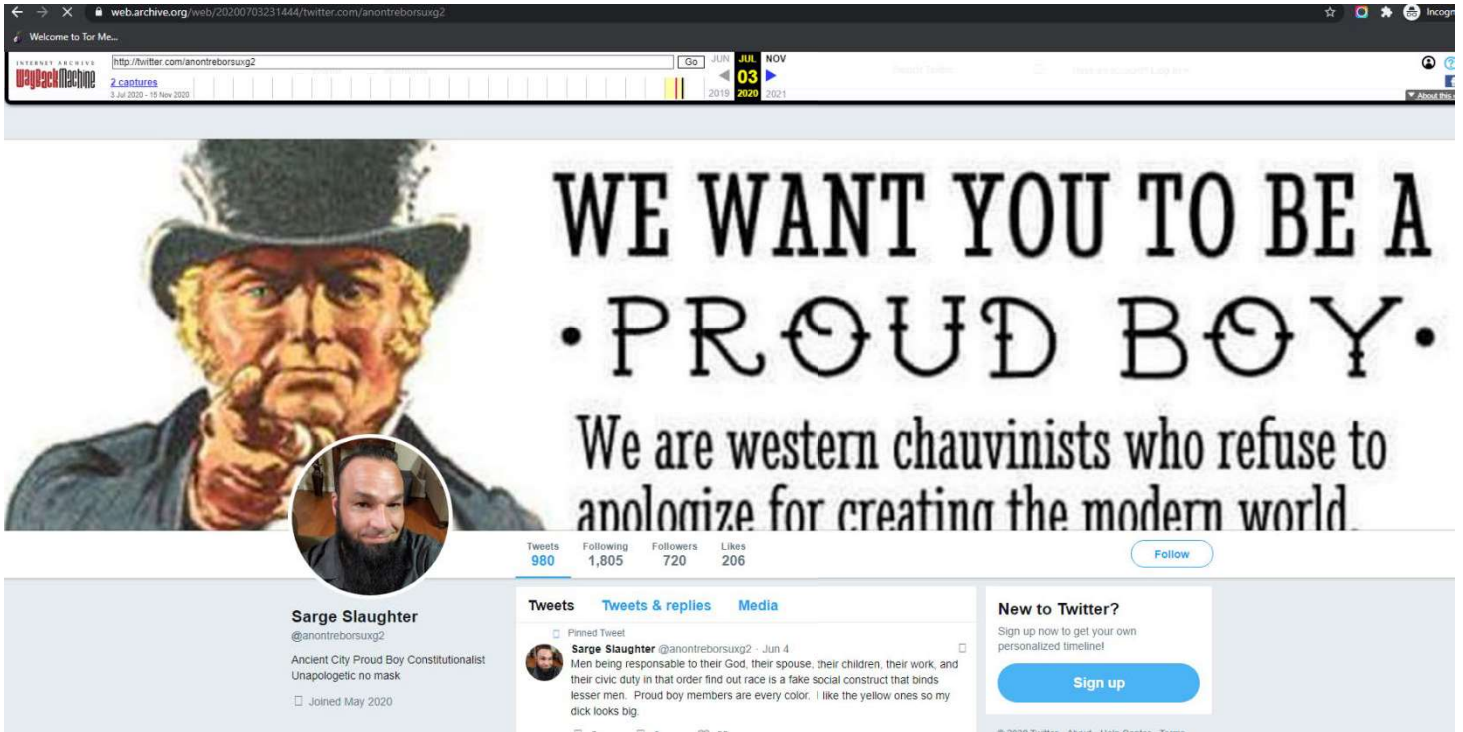 web.archive.org/web/20200703231444/twitter.com/anontreborsuxg2
Incogn
Welcome to Tor Me...
INTERNET ARCHIVE
WayBackMachine
http://twitter.com/anontreborsuxg2
Go
JUN JUL NOV
2 captures
03
3 Jul 2020 - 15 Nov 2020
2019 2020 2021
About this
WE WANT YOU TO BE A
• PROUD BOY •
We are western chauvinists who refuse to
apologize for creating the modern world.
Tweets Following Followers Likes
980 1,805 720 206
Follow
Sarge Slaughter
@anontreborsuxg2
Ancient City Proud Boy Constitutionalist
Unapologetic no mask
Joined May 2020
Tweets Tweets & replies Media
Pinned Tweet
Sarge Slaughter @anontreborsuxg2 · Jun 4
Men being responsable to their God, their spouse, their children, their work, and
their civic duty in that order find out race is a fake social construct that binds
lesser men. Proud boy members are every color. I like the yellow ones so my
dick looks big.
New to Twitter?
Sign up now to get your own
personalized timeline!
Sign up